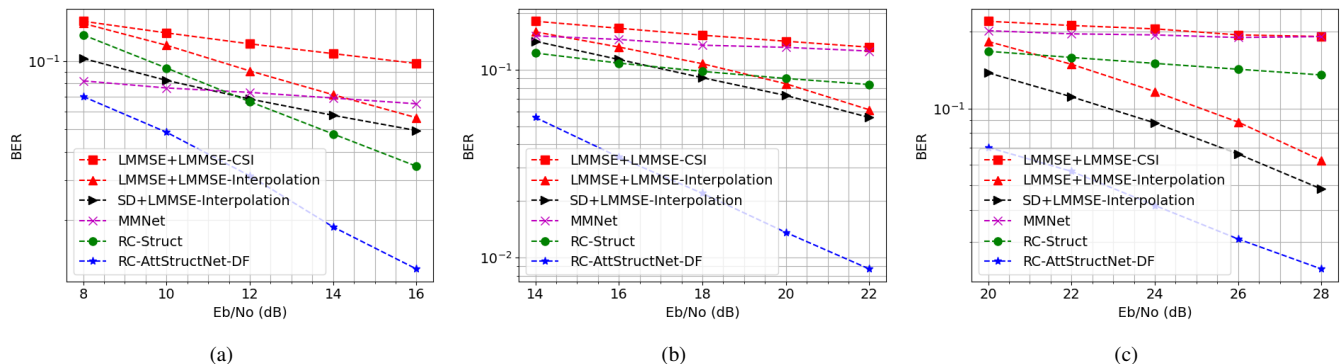 BER
10⁻¹
LMMSE+LMMSE-CSI
LMMSE+LMMSE-Interpolation
SD+LMMSE-Interpolation
MMNet
RC-Struct
RC-AttStructNet-DF
8 10 12 14 16
Eb/No (dB)
(a)
BER
10⁻¹
10⁻²
LMMSE+LMMSE-CSI
LMMSE+LMMSE-Interpolation
SD+LMMSE-Interpolation
MMNet
RC-Struct
RC-AttStructNet-DF
14 16 18 20 22
Eb/No (dB)
(b)
BER
10⁻¹
LMMSE+LMMSE-CSI
LMMSE+LMMSE-Interpolation
SD+LMMSE-Interpolation
MMNet
RC-Struct
RC-AttStructNet-DF
20 22 24 26 28
Eb/No (dB)
(c)